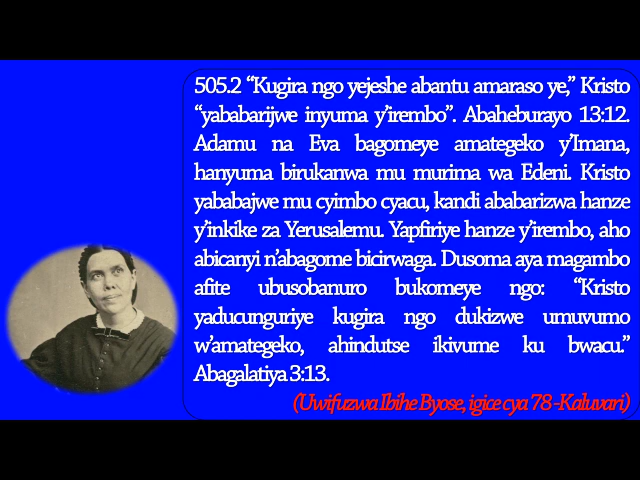 505.2 “Kugira ngo yejeshe abantu amaraso ye,” Kristo
“yababarijwe inyuma y’irembo”. Abaheburayo 13:12.
Adamu na Eva bagomeye amategeko y’Imana,
hanyuma birukanwa mu murima wa Edeni. Kristo
yababajwe mu cyimbo cyacu, kandi ababarizwa hanze
y’inkike za Yerusalemu. Yapfiriye hanze y’irembo, aho
abicanyi n’abagome bicirwaga. Dusoma aya magambo
afite ubusobanuro bukomeye ngo: “Kristo
yaducunguriye kugira ngo dukizwe umuvumo
w’amategeko, ahindutse ikivume ku bwacu.”
Abagalatiya 3:13.
(Uwifuzwa Ibihe Byose, igice cya 78 -Kaluvari)